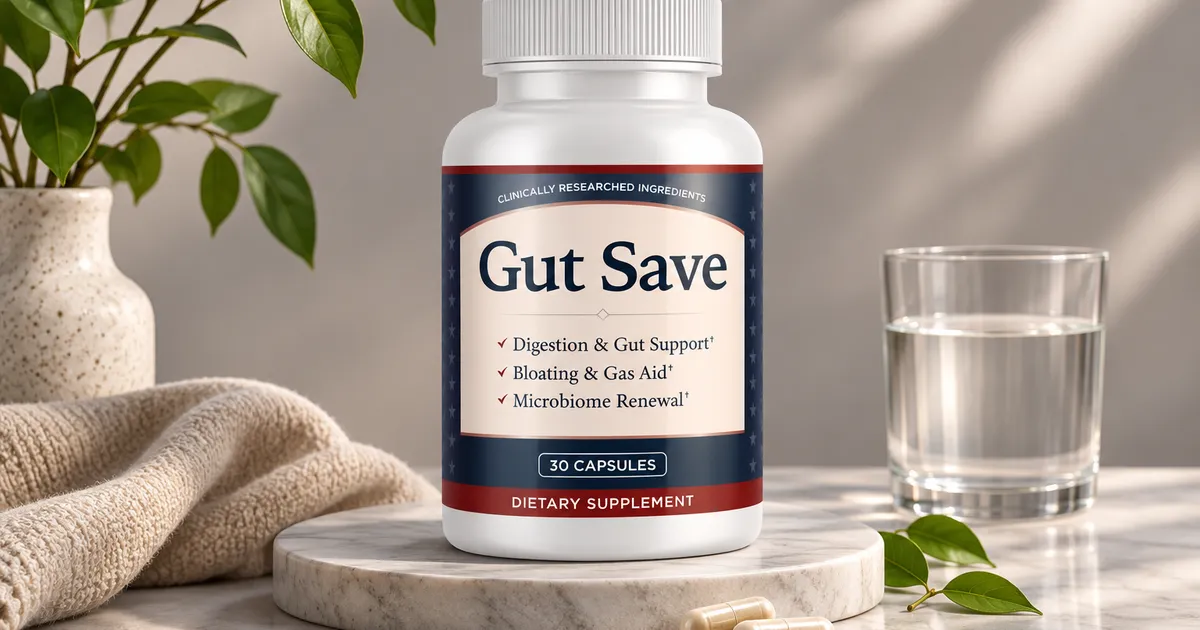 CLINICALLY RESEARCHED INGREDIENTS
Gut Save
✓ Digestion & Gut Support†
✓ Bloating & Gas Aid†
✓ Microbiome Renewal†
30 CAPSULES
DIETARY SUPPLEMENT